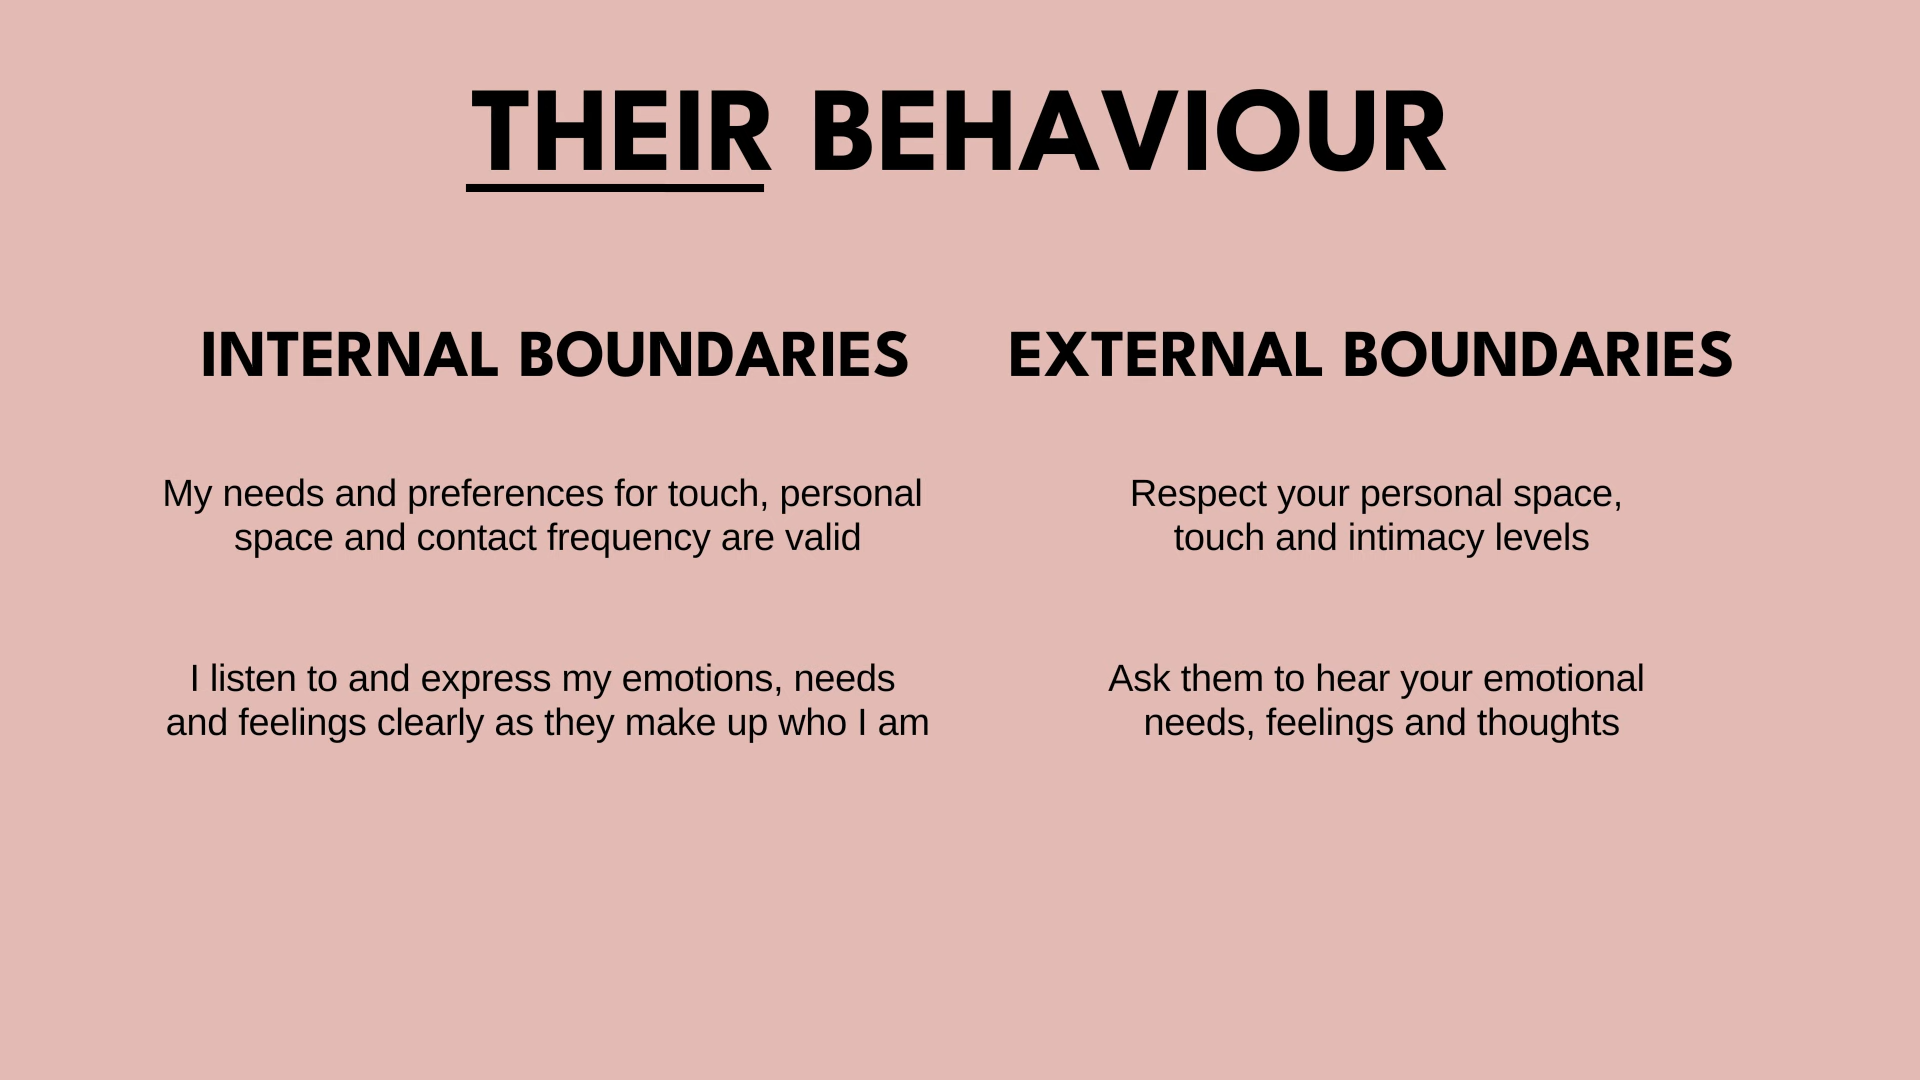 THEIR BEHAVIOUR
INTERNAL BOUNDARIES
My needs and preferences for touch, personal
space and contact frequency are valid
I listen to and express my emotions, needs
and feelings clearly as they make up who I am
EXTERNAL BOUNDARIES
Respect your personal space,
touch and intimacy levels
Ask them to hear your emotional
needs, feelings and thoughts